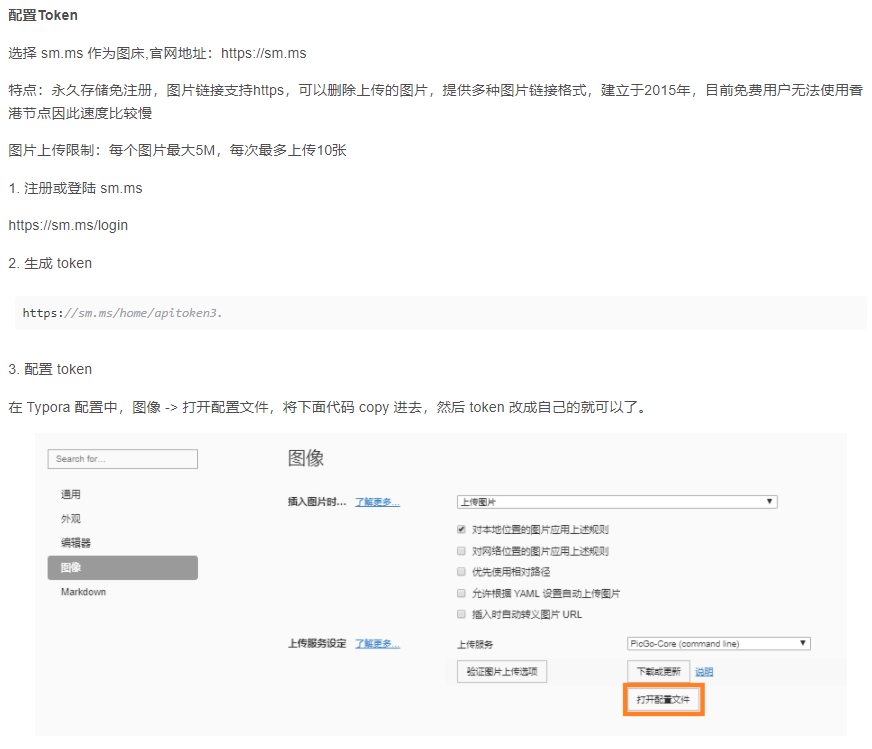 配置Token
选择 sm.ms 作为图床,官网地址：https://sm.ms
特点：永久存储免注册，图片链接支持https，可以删除上传的图片，提供多种图片链接格式，建立于2015年，目前免费用户无法使用香
港节点因此速度比较慢
图片上传限制：每个图片最大5M，每次最多上传10张
1. 注册或登陆 sm.ms
https://sm.ms/login
2. 生成 token
https://sm.ms/home/apitoken3.
3. 配置 token
在 Typora 配置中，图像 -> 打开配置文件，将下面代码 copy 进去，然后 token 改成自己的就可以了。
Search for...
通用
外观
编辑器
图像
Markdown
图像
插入图片时... 了解更多... 上传图片
对本地位置的图片应用上述规则
对网络位置的图片应用上述规则
优先使用相对路径
允许根据 YAML 设置自动上传图片
插入时自动转义图片 URL
上传服务设定 了解更多... 上传服务 PicGo-Core (command line)
验证图片上传选项 下载或更新 说明
打开配置文件